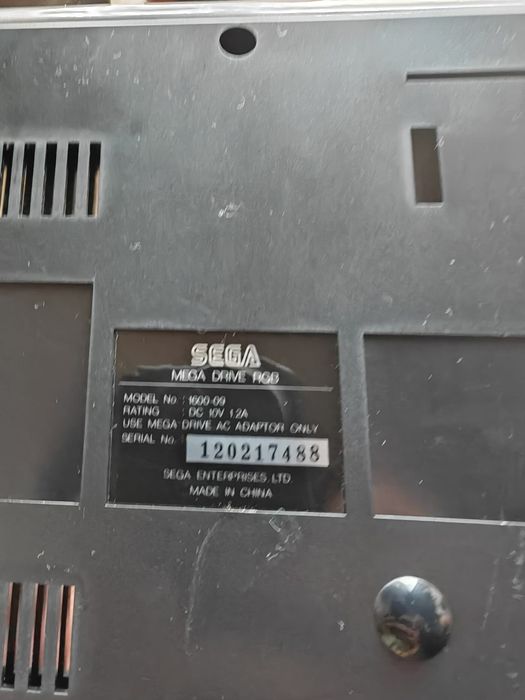 SEGA
MEGA DRIVE RGB
MODEL No : 1600-09
RATING : DC 10V 1.2A
USE MEGA DRIVE AC ADAPTOR ONLY
SERIAL No. 120217488
SEGA ENTERPRISES, LTD
MADE IN CHINA